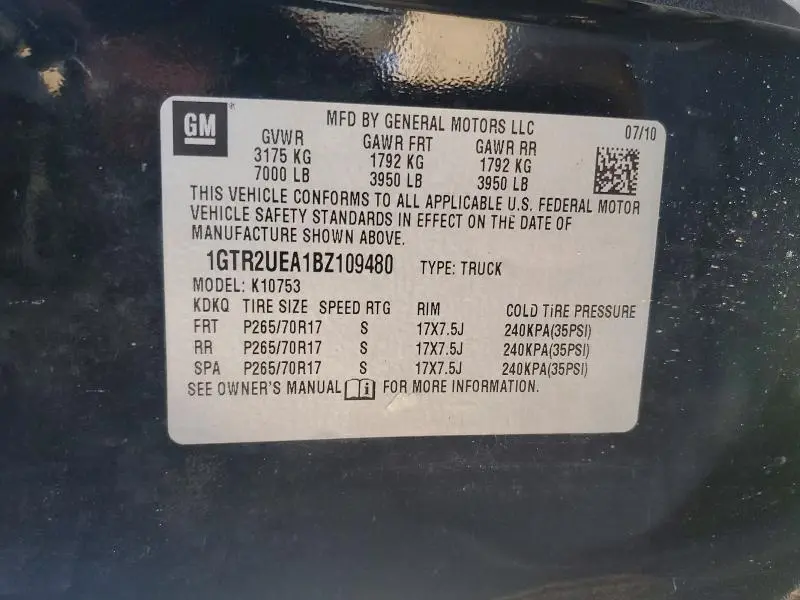 GM
MFD BY GENERAL MOTORS LLC 07/10
GVWR GAWR FRT GAWR RR
3175 KG 1792 KG 1792 KG
7000 LB 3950 LB 3950 LB
THIS VEHICLE CONFORMS TO ALL APPLICABLE U.S. FEDERAL MOTOR
VEHICLE SAFETY STANDARDS IN EFFECT ON THE DATE OF
MANUFACTURE SHOWN ABOVE.
1GTR2UEA1BZ109480 TYPE: TRUCK
MODEL: K10753
KDKQ TIRE SIZE SPEED RTG RIM COLD TIRE PRESSURE
FRT P265/70R17 S 17X7.5J 240KPA(35PSI)
RR P265/70R17 S 17X7.5J 240KPA(35PSI)
SPA P265/70R17 S 17X7.5J 240KPA(35PSI)
SEE OWNER'S MANUAL FOR MORE INFORMATION.